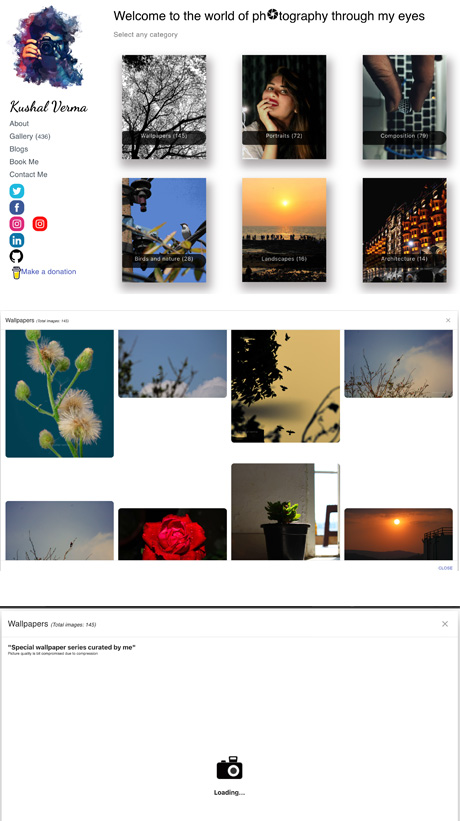 Welcome to the world of photography through my eyes
Select any category
Kushal Verma
About
Gallery (436)
Blogs
Book Me
Contact Me
Make a donation
Wallpapers (145)
Portraits (72)
Composition (79)
Birds and nature (28)
Landscapes (16)
Architecture (14)
Wallpapers (Total images: 145)
×
CLOSE
Wallpapers (Total images: 145)
×
"Special wallpaper series curated by me"
Picture quality is bit compromised due to compression
Loading...